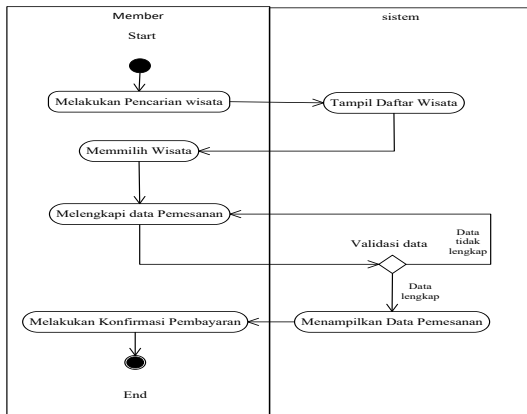 Member
sistem
Start
Melakukan Pencarian wisata
Tampil Daftar Wisata
Memmilih Wisata
Melengkapi data Pemesanan
Validasi data
Data
tidak
lengkap
Data
lengkap
Melakukan Konfirmasi Pembayaran
Menampilkan Data Pemesanan
End